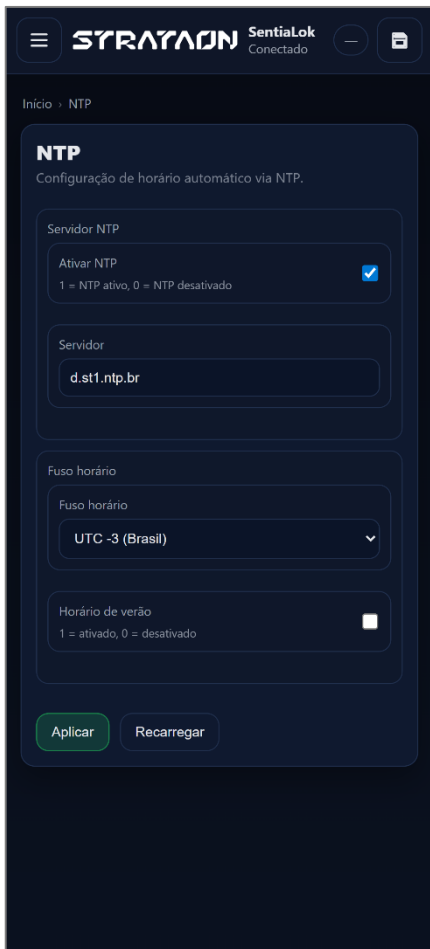 STRATAON
SentiaLok
Conectado
—
Início › NTP
NTP
Configuração de horário automático via NTP.
Servidor NTP
Ativar NTP
1 = NTP ativo, 0 = NTP desativado
Servidor
d.st1.ntp.br
Fuso horário
Fuso horário
UTC -3 (Brasil)
Horário de verão
1 = ativado, 0 = desativado
Aplicar
Recarregar